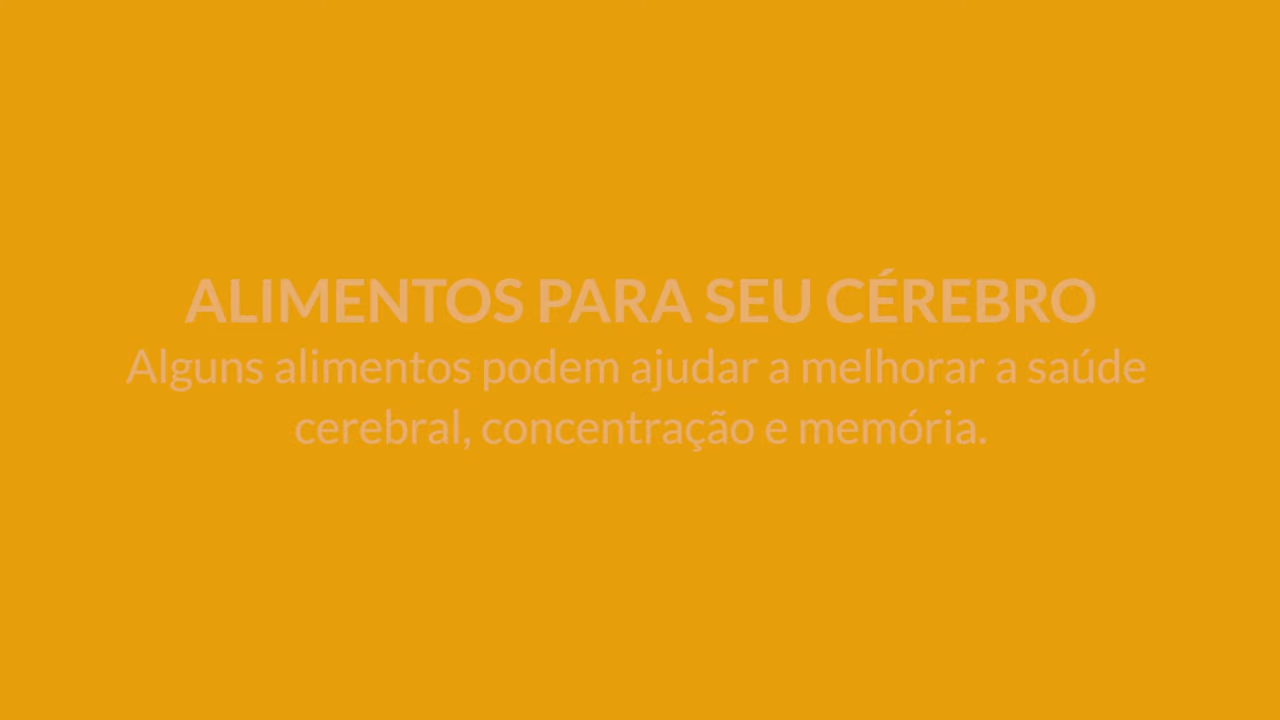 ALIMENTOS PARA SEU CÉREBRO
Alguns alimentos podem ajudar a melhorar a saúde
cerebral, concentração e memória.